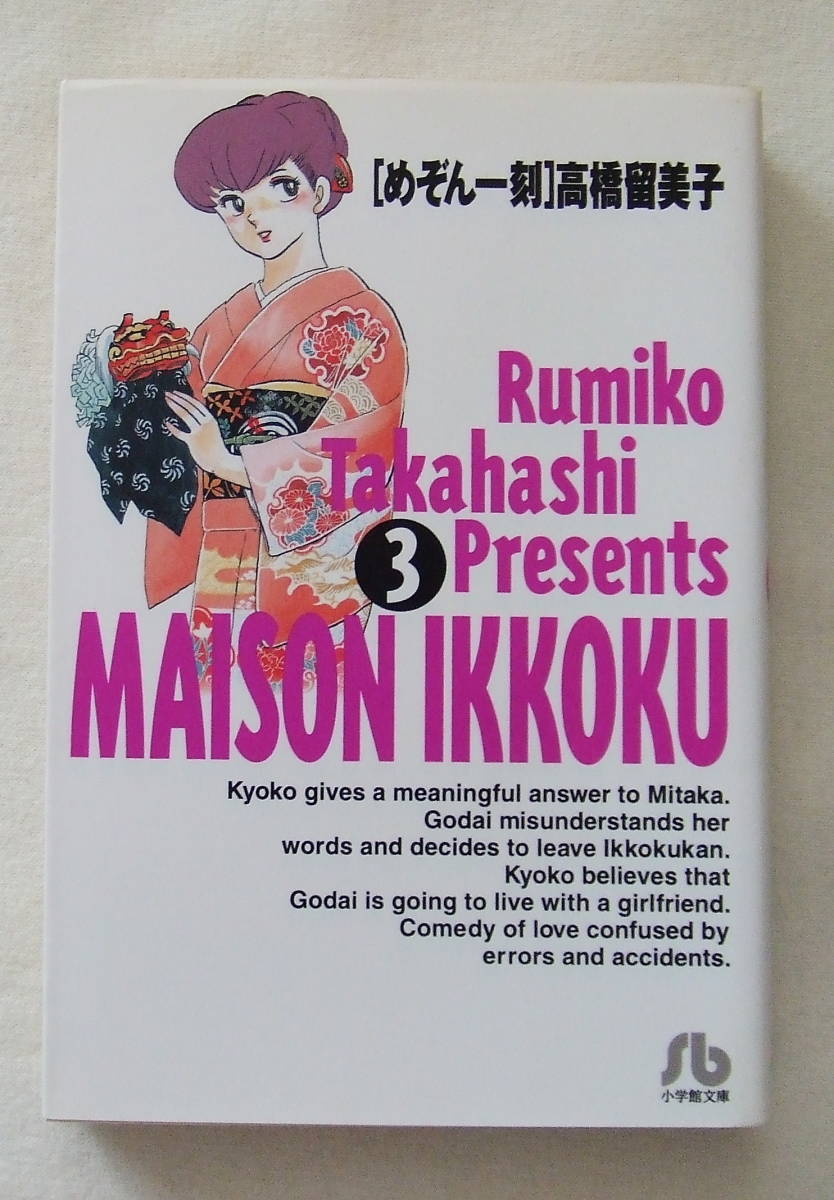 [めぞん一刻]高橋留美子
Rumiko
Takahashi
3 Presents
MAISON IKKOKU
Kyoko gives a meaningful answer to Mitaka.
Godai misunderstands her
words and decides to leave Ikkokukan.
Kyoko believes that
Godai is going to live with a girlfriend.
Comedy of love confused by
errors and accidents.
sb
小学館文庫